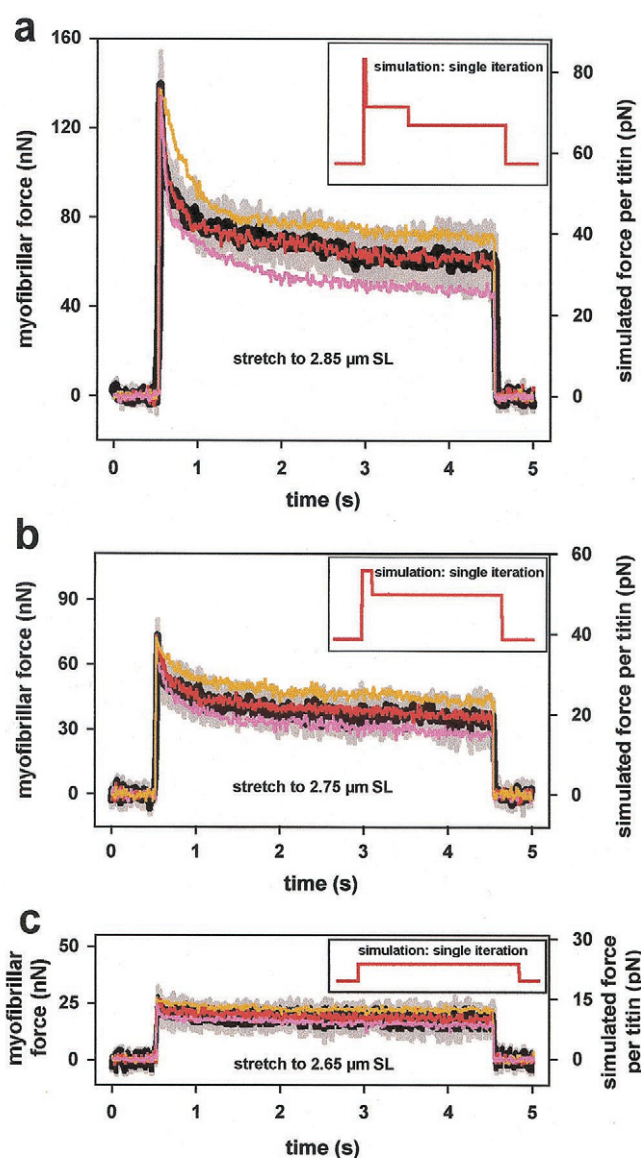 a
160
120
80
40
0
myofibrillar force (nN)
simulation: single iteration
80
60
40
20
0
simulated force per titin (pN)
stretch to 2.85 µm SL
0 1 2 3 4 5
time (s)
b
90
60
30
0
myofibrillar force (nN)
simulation: single iteration
60
40
20
0
simulated force per titin (pN)
stretch to 2.75 µm SL
0 1 2 3 4 5
time (s)
c
50
25
0
myofibrillar
force (nN)
simulation: single iteration
30
15
0
simulated force
per titin (pN)
stretch to 2.65 µm SL
0 1 2 3 4 5
time (s)